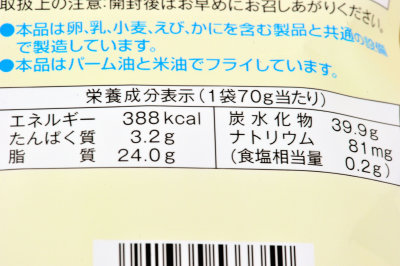 取扱上の注意:開封後はお早めにお召しあがりください。
●本品は卵、乳、小麦、えび、かにを含む製品と共通の設備
で製造しています。
●本品はパーム油と米油でフライしています。
栄養成分表示(1袋70g当たり)
エネルギー 388kcal
たんぱく質 3.2g
脂質 24.0g
炭水化物 39.9g
ナトリウム 81mg
(食塩相当量 0.2g)